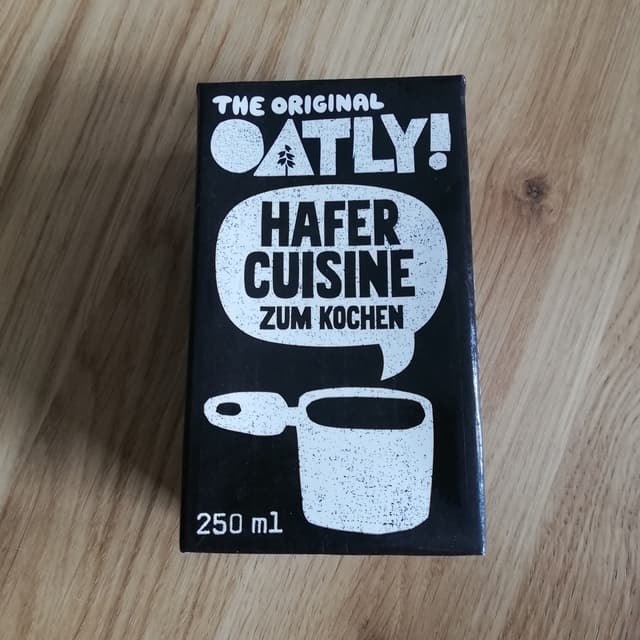 THE ORIGINAL
OATLY!
HAFER
CUISINE
ZUM KOCHEN
250 ml